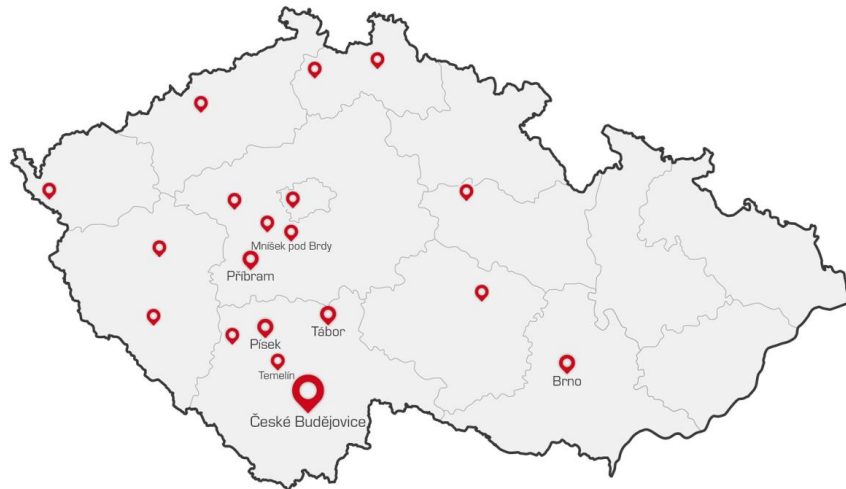 Mníšek pod Brdy
Příbram
Tábor
Písek
Temelín
Brno
České Budějovice